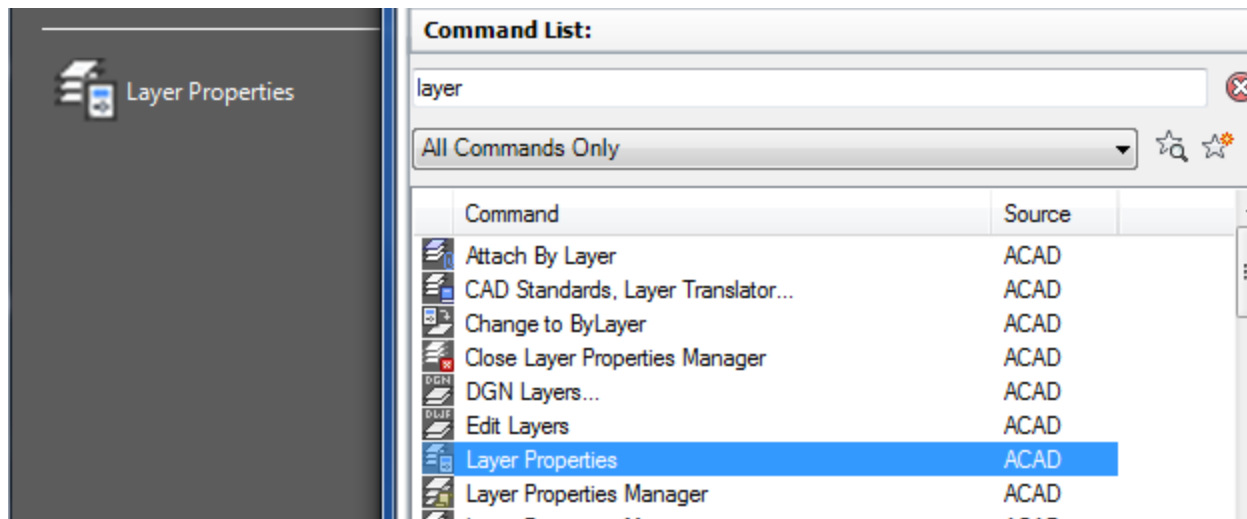 Layer Properties
Command List:
layer
All Commands Only
Command Source
Attach By Layer ACAD
CAD Standards, Layer Translator... ACAD
Change to ByLayer ACAD
Close Layer Properties Manager ACAD
DGN
DGN Layers... ACAD
DWF
Edit Layers ACAD
Layer Properties ACAD
Layer Properties Manager ACAD